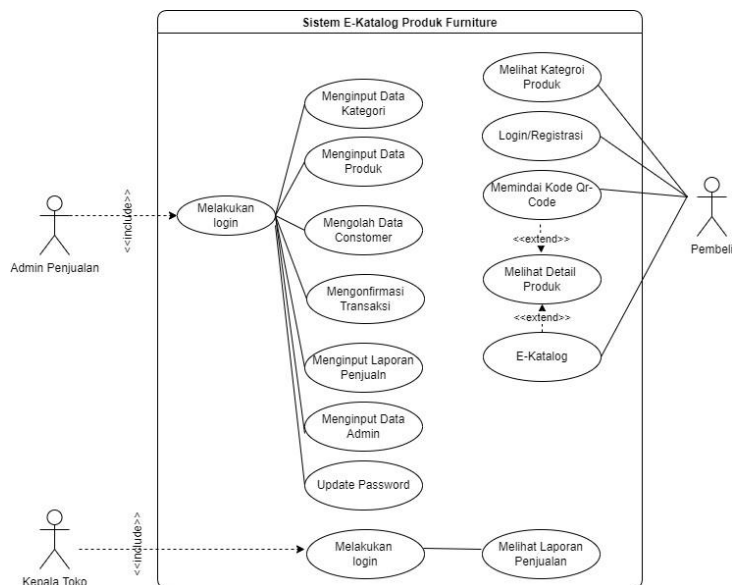 Sistem E-Katalog Produk Furniture
Menginput Data
Kategori
Menginput Data
Produk
Melakukan
login
Mengolah Data
Constomer
Mengonfirmasi
Transaksi
Menginput Laporan
Penjualn
Menginput Data
Admin
Update Password
Melihat Kategroi
Produk
Login/Registrasi
Memindai Kode Qr-
Code
<<extend>>
Melihat Detail
Produk
<<extend>>
E-Katalog
Pembeli
<<include>>
Admin Penjualan
<<include>>
Kepala Toko
Melakukan
login
Melihat Laporan
Penjualan